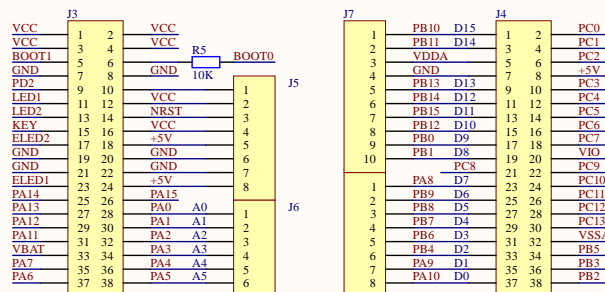 J3 J7 J4
VCC 1 2 VCC 1 PB10 D15 1 2 PC0
VCC 3 4 VCC 2 PB11 D14 3 4 PC1
BOOT1 5 6 R5 BOOT0 3 VDDA 5 6 PC2
GND 7 8 GND 10K J5 4 GND 7 8 +5V
PD2 9 10 1 5 PB13 D13 9 10 PC3
LED1 11 12 VCC 2 6 PB14 D12 11 12 PC4
LED2 13 14 NRST 3 7 PB15 D11 13 14 PC5
KEY 15 16 VCC 4 8 PB12 D10 15 16 PC6
ELED2 17 18 +5V 5 9 PB0 D9 17 18 PC7
GND 19 20 GND 6 10 PB1 D8 19 20 VIO
GND 21 22 GND 7 PC8 21 22 PC9
ELED1 23 24 +5V 8 1 PA8 D7 23 24 PC10
PA14 25 26 PA15 2 PB9 D6 25 26 PC11
PA13 27 28 PA0 A0 1 J6 3 PB8 D5 27 28 PC12
PA12 29 30 PA1 A1 2 4 PB7 D4 29 30 PC13
PA11 31 32 PA2 A2 3 5 PB6 D3 31 32 VSSA
VBAT 33 34 PA3 A3 4 6 PB4 D2 33 34 PB5
PA7 35 36 PA4 A4 5 7 PA9 D1 35 36 PB3
PA6 37 38 PA5 A5 6 8 PA10 D0 37 38 PB2